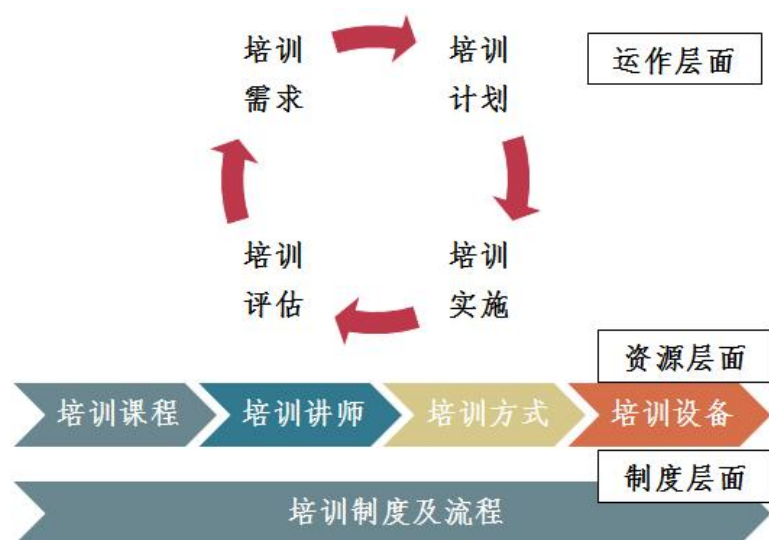 培训
需求
培训
计划
运作层面
培训
评估
培训
实施
资源层面
培训课程
培训讲师
培训方式
培训设备
制度层面
培训制度及流程